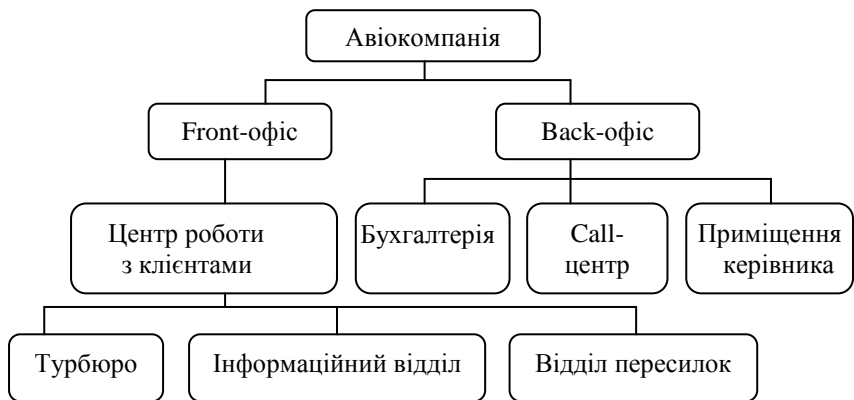 Авіокомпанія
Front-офіс
Back-офіс
Центр роботи
з клієнтами
Бухгалтерія
Call-
центр
Приміщення
керівника
Турбюро
Інформаційний відділ
Відділ пересилок